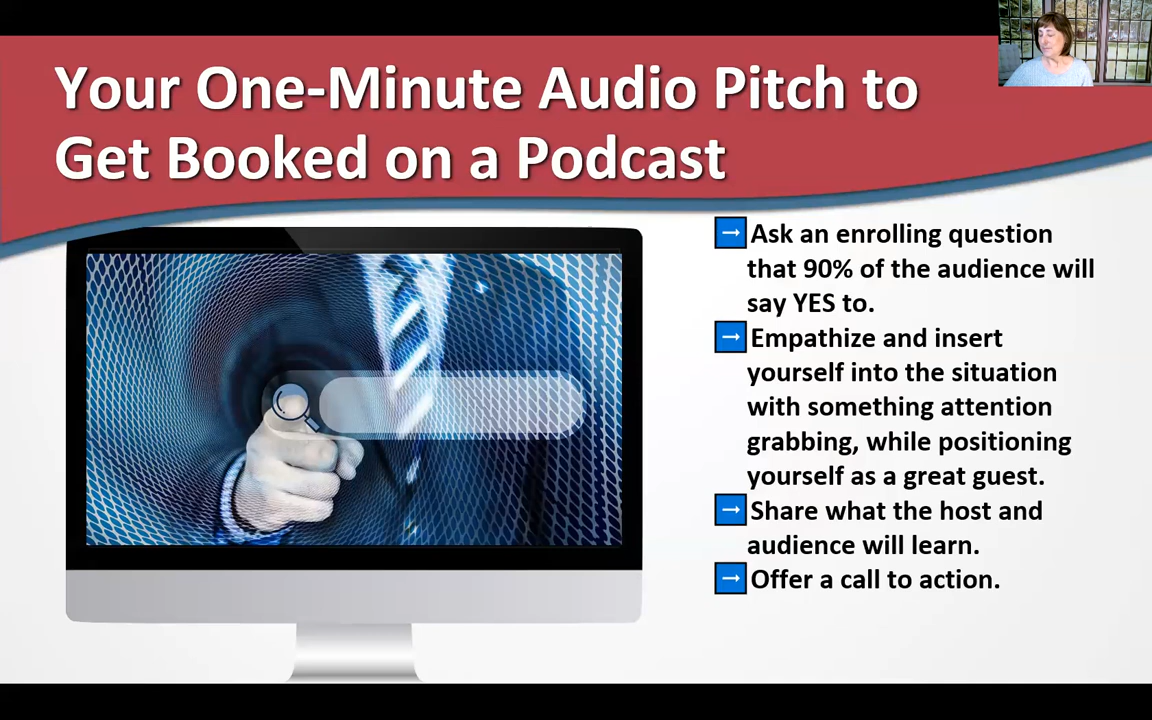 Your One-Minute Audio Pitch to
Get Booked on a Podcast
Ask an enrolling question
that 90% of the audience will
say YES to.
Empathize and insert
yourself into the situation
with something attention
grabbing, while positioning
yourself as a great guest.
Share what the host and
audience will learn.
Offer a call to action.